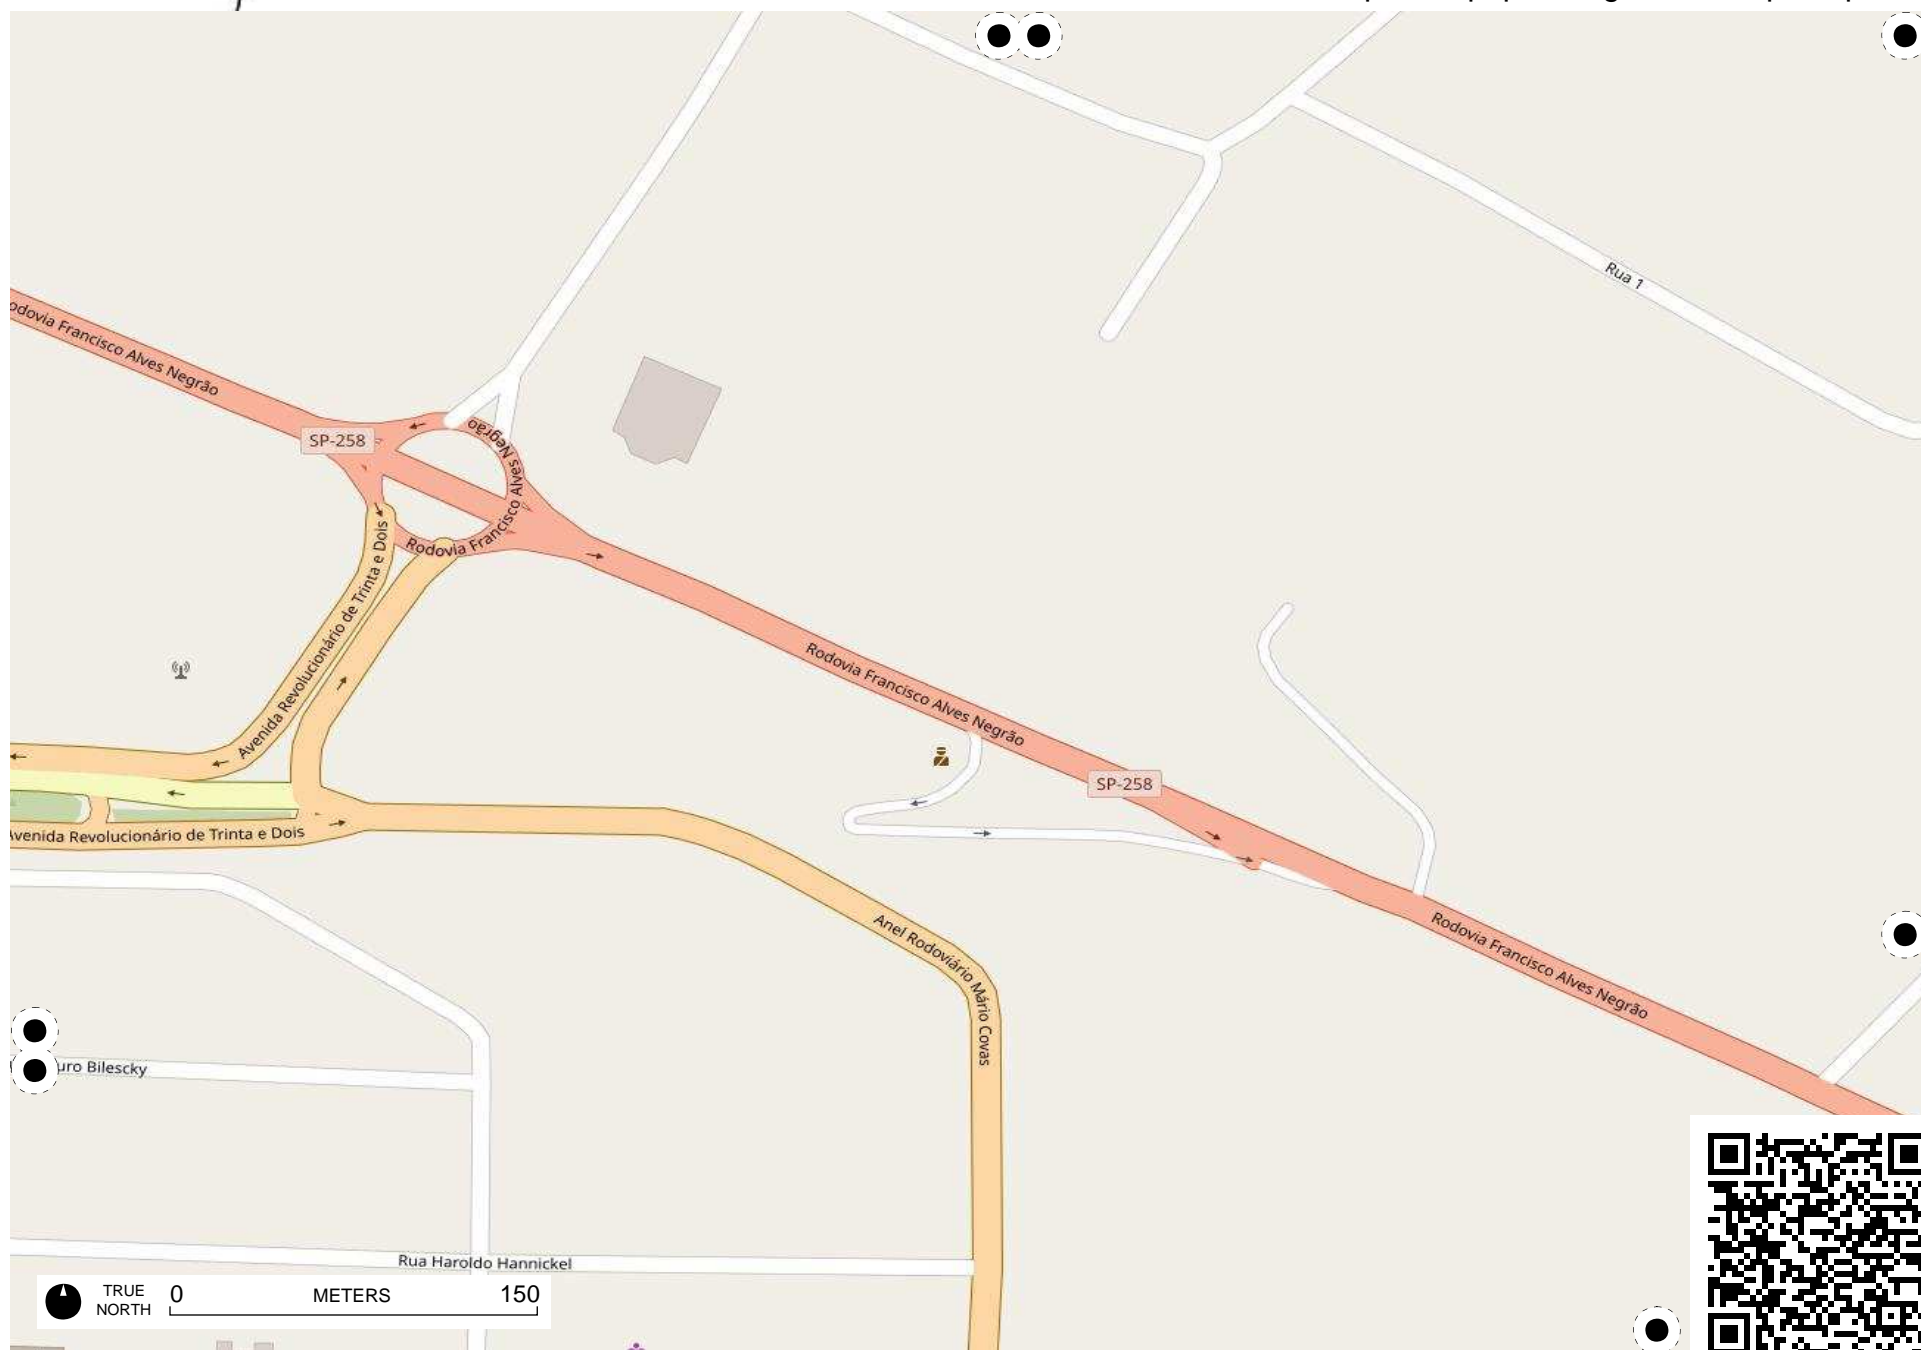 Rua 1
odovia Francisco Alves Negrão
SP-258
Rodovia Francisco Alves Negrão
Avenida Revolucionário de Trinta e Dois
Rodovia Francisco Alves Negrão
SP-258
Avenida Revolucionário de Trinta e Dois
Anel Rodoviário Mário Covas
Rodovia Francisco Alves Negrão
uro Bilescky
Rua Haroldo Hannickel
TRUE
NORTH
0 METERS 150